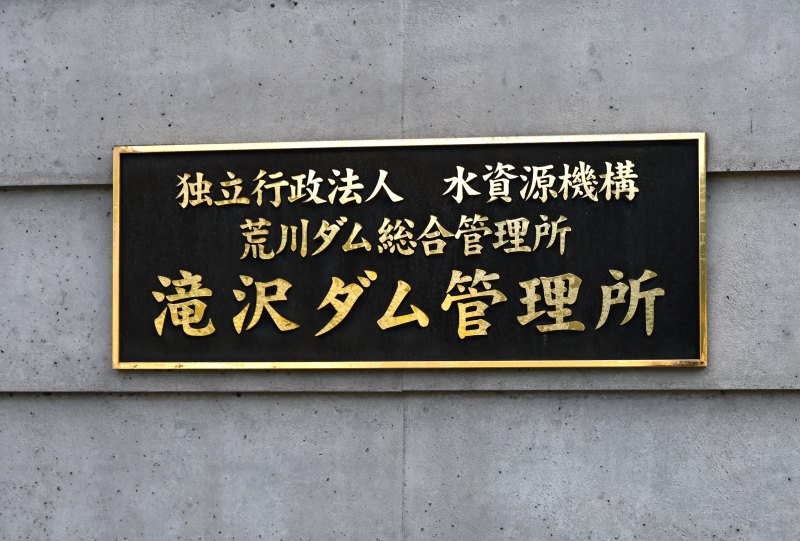 独立行政法人　水資源機構
荒川ダム総合管理所
滝沢ダム管理所